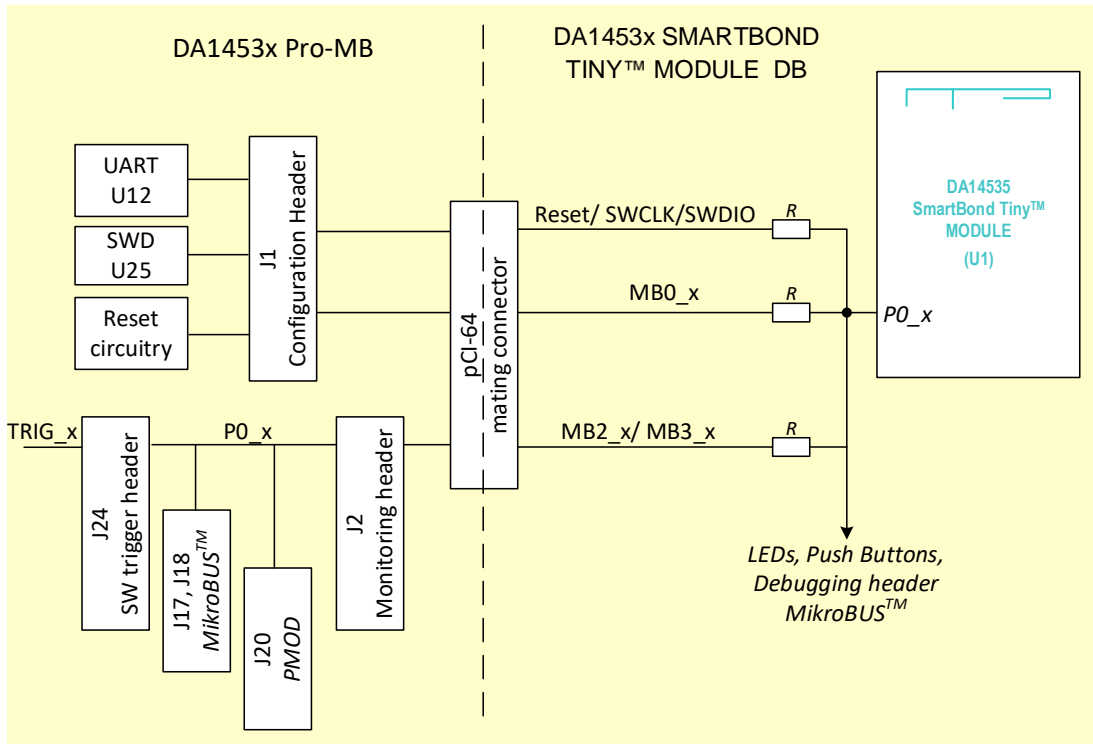 DA1453x Pro-MB
DA1453x SMARTBOND
TINY™ MODULE DB
UART
U12
SWD
U25
Reset
circuitry
J1
Configuration Header
pCI-64
mating connector
Reset/ SWCLK/SWDIO
R
MB0_x
R
MB2_x/ MB3_x
R
DA14535
SmartBond Tiny™
MODULE
(U1)
P0_x
TRIG_x
J24
SW trigger header
P0_x
J17, J18
MikroBUS™
J20
PMOD
J2
Monitoring header
LEDs, Push Buttons,
Debugging header
MikroBUS™